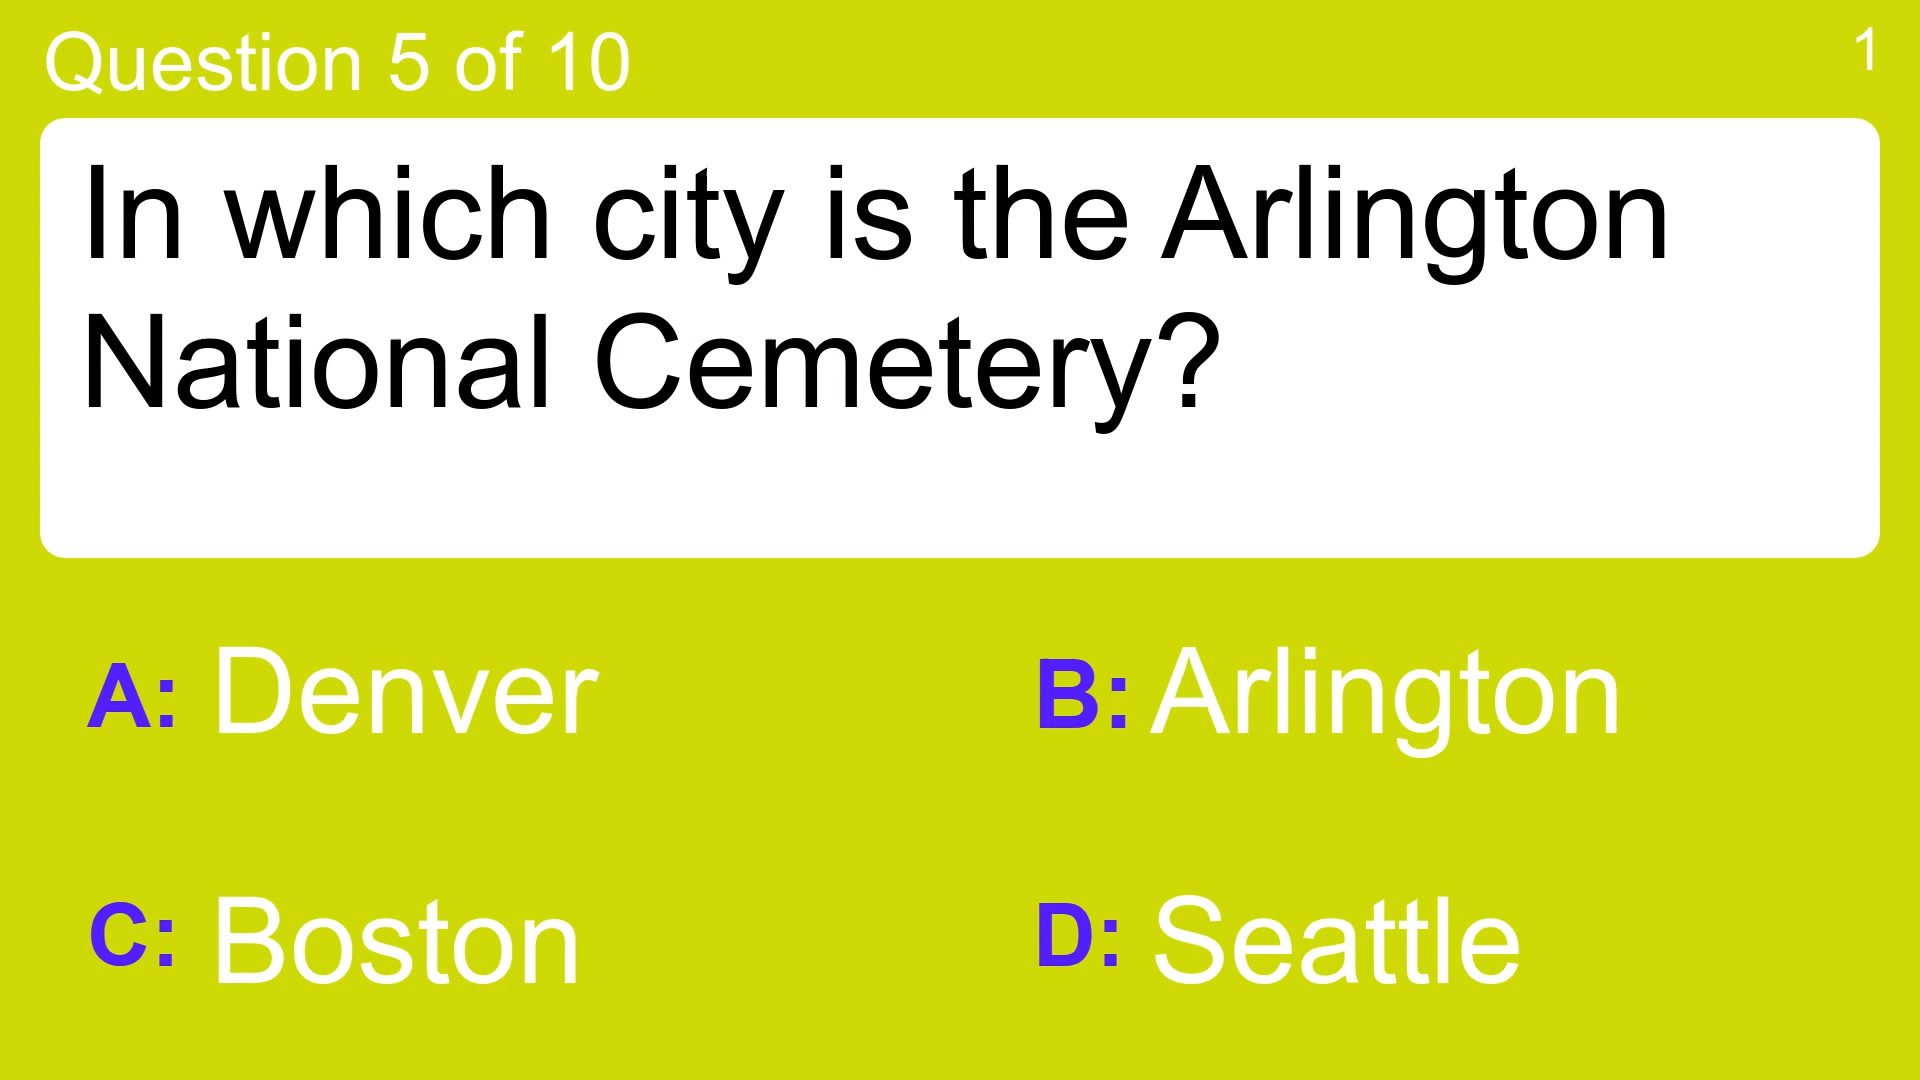 Question 5 of 10
1
In which city is the Arlington
National Cemetery?
A: Denver
B: Arlington
C: Boston
D: Seattle